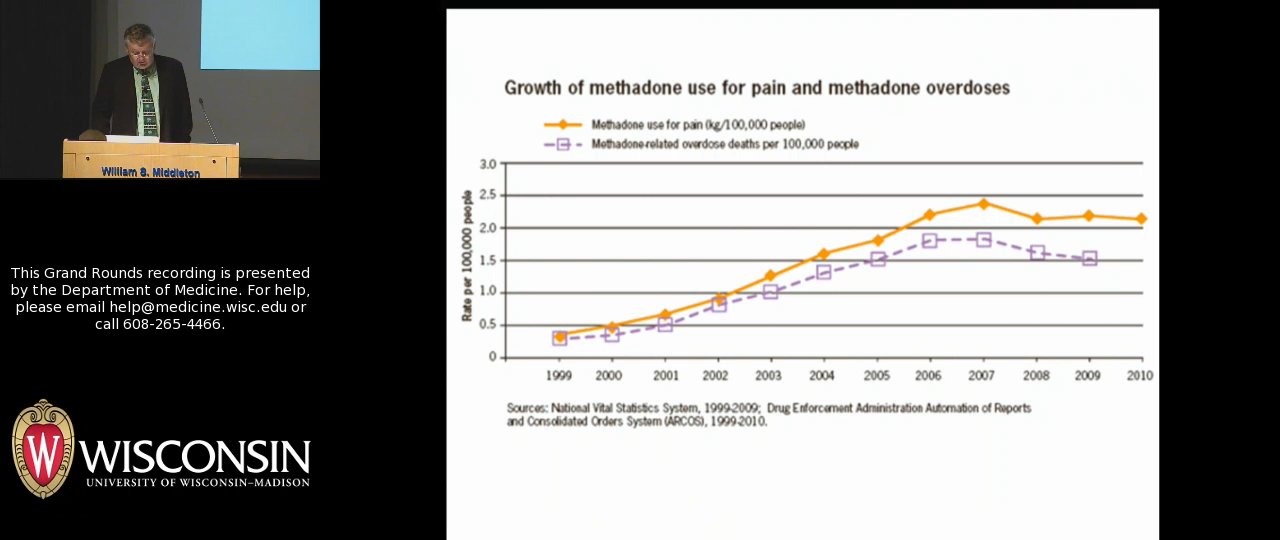 William S. Middleton
This Grand Rounds recording is presented
by the Department of Medicine. For help,
please email help@medicine.wisc.edu or
call 608-265-4466.
W
WISCONSIN
UNIVERSITY OF WISCONSIN–MADISON
Growth of methadone use for pain and methadone overdoses
Methadone use for pain (kg/100,000 people)
Methadone-related overdose deaths per 100,000 people
Rate per 100,000 people
3.0
2.5
2.0
1.5
1.0
0.5
0
1999 2000 2001 2002 2003 2004 2005 2006 2007 2008 2009 2010
Sources: National Vital Statistics System, 1999-2009; Drug Enforcement Administration Automation of Reports
and Consolidated Orders System (ARCOS), 1999-2010.